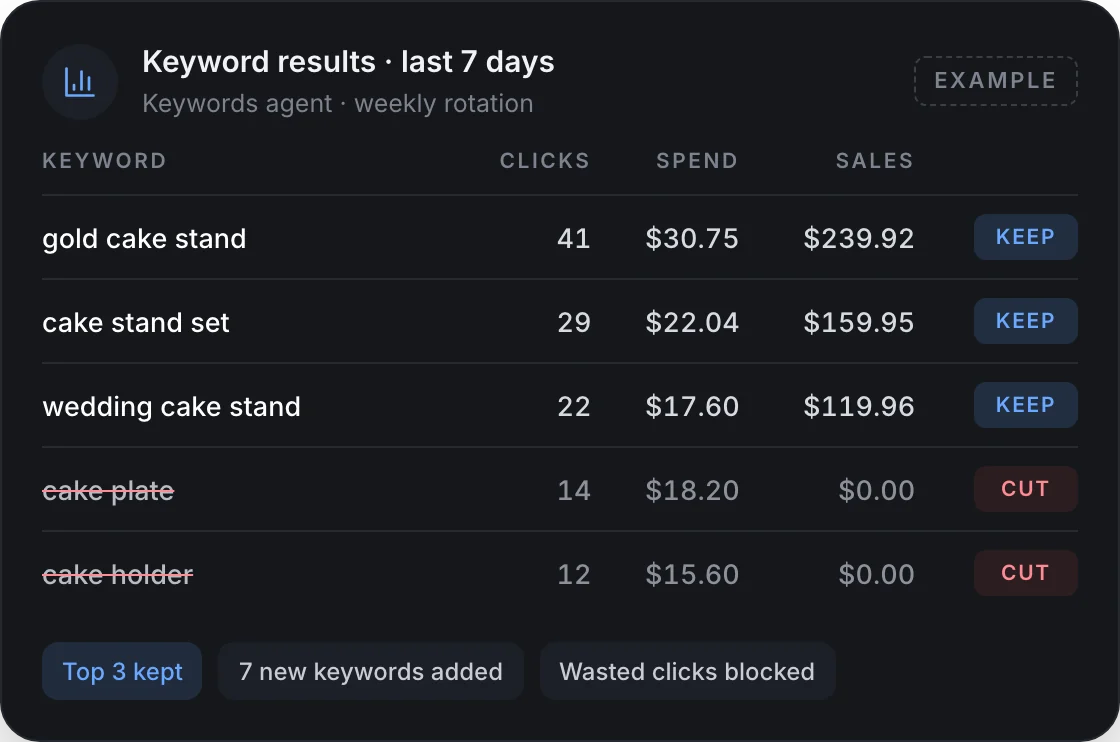 Keyword results · last 7 days
Keywords agent · weekly rotation
EXAMPLE
KEYWORD CLICKS SPEND SALES
gold cake stand 41 $30.75 $239.92 KEEP
cake stand set 29 $22.04 $159.95 KEEP
wedding cake stand 22 $17.60 $119.96 KEEP
cake plate 14 $18.20 $0.00 CUT
cake holder 12 $15.60 $0.00 CUT
Top 3 kept 7 new keywords added Wasted clicks blocked